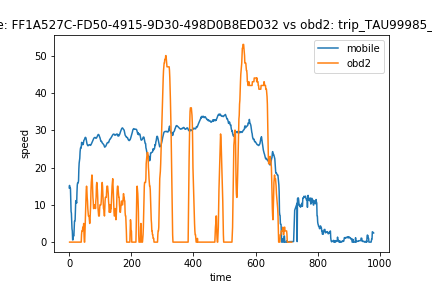 e: FF1A527C-FD50-4915-9D30-498D0B8ED032 vs obd2: trip_TAU99985_
mobile
obd2
speed
50
40
30
20
10
0
0 200 400 600 800 1000
time